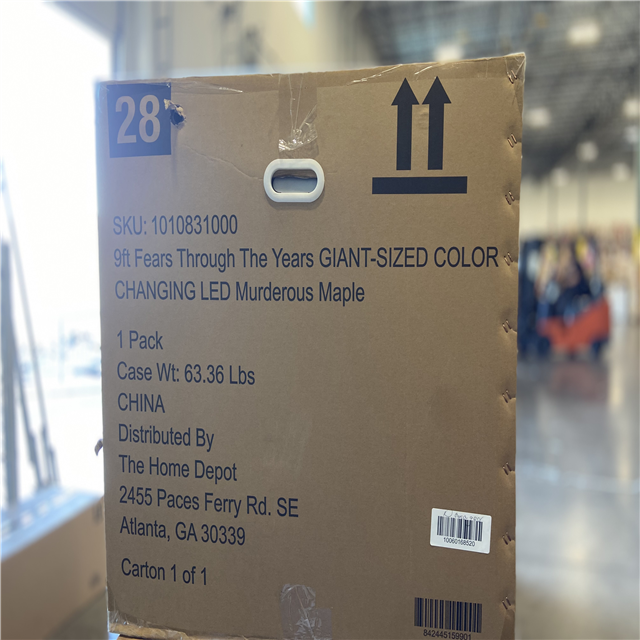 28
SKU: 1010831000
9ft Fears Through The Years GIANT-SIZED COLOR
CHANGING LED Murderous Maple
1 Pack
Case Wt: 63.36 Lbs
CHINA
Distributed By
The Home Depot
2455 Paces Ferry Rd. SE
Atlanta, GA 30339
Carton 1 of 1
10060168520
842445159901